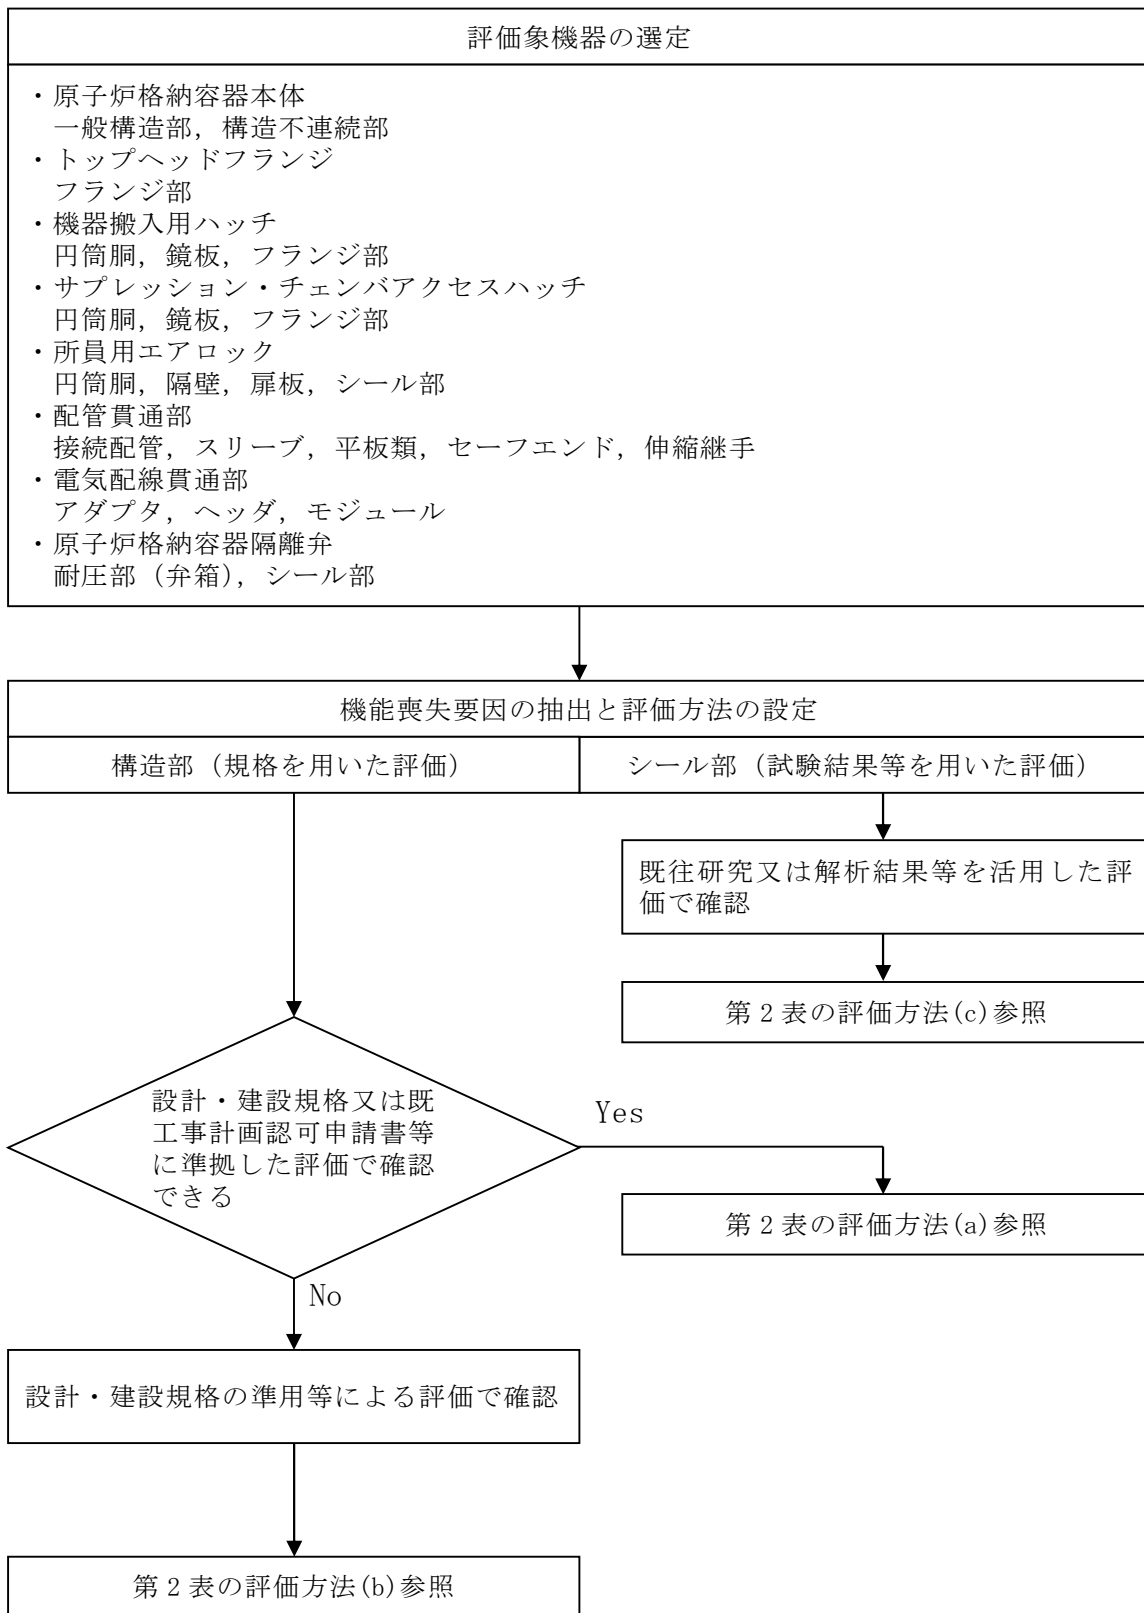 評価象機器の選定
・原子炉格納容器本体
一般構造部, 構造不連続部
・トップヘッドフランジ
フランジ部
・機器搬入用ハッチ
円筒胴, 鏡板, フランジ部
・サプレッション・チェンバアクセスハッチ
円筒胴, 鏡板, フランジ部
・所員用エアロック
円筒胴, 隔壁, 扉板, シール部
・配管貫通部
接続配管, スリーブ, 平板類, セーフエンド, 伸縮継手
・電気配線貫通部
アダプタ, ヘッダ, モジュール
・原子炉格納容器隔離弁
耐圧部 (弁箱), シール部
機能喪失要因の抽出と評価方法の設定
構造部 (規格を用いた評価)
シール部 (試験結果等を用いた評価)
既往研究又は解析結果等を活用した評
価で確認
第2表の評価方法(c)参照
設計・建設規格又は既
工事計画認可申請書等
に準拠した評価で確認
できる
Yes
第2表の評価方法(a)参照
No
設計・建設規格の準用等による評価で確認
第2表の評価方法(b)参照